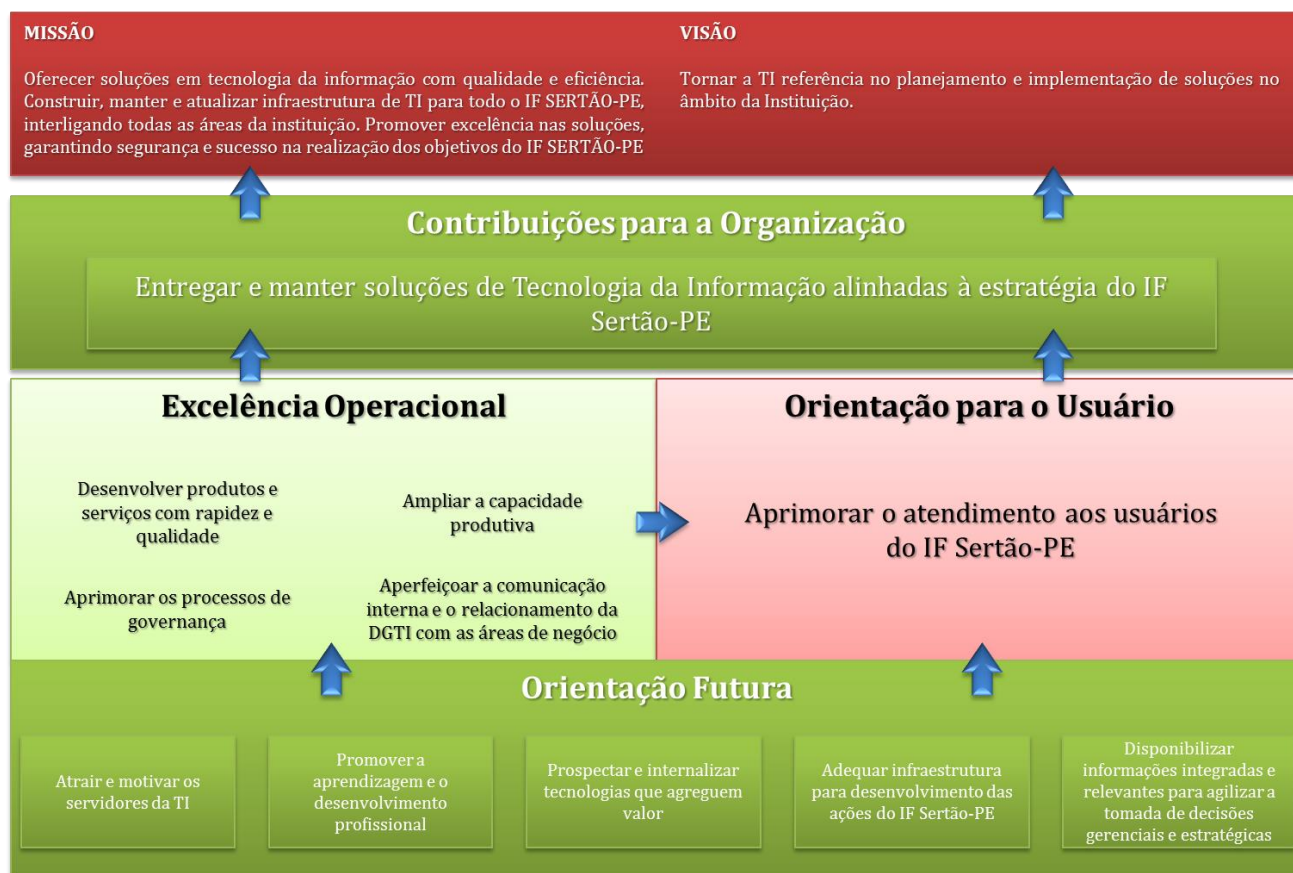 MISSÃO
Oferecer soluções em tecnologia da informação com qualidade e eficiência.
Construir, manter e atualizar infraestrutura de TI para todo o IF SERTÃO-PE,
interligando todas as áreas da instituição. Promover excelência nas soluções,
garantindo segurança e sucesso na realização dos objetivos do IF SERTÃO-PE
VISÃO
Tornar a TI referência no planejamento e implementação de soluções no
âmbito da Instituição.
Contribuições para a Organização
Entregar e manter soluções de Tecnologia da Informação alinhadas à estratégia do IF
Sertão-PE
Excelência Operacional
Desenvolver produtos e
serviços com rapidez e
qualidade
Ampliar a capacidade
produtiva
Aprimorar os processos de
governança
Aperfeiçoar a comunicação
interna e o relacionamento da
DGTI com as áreas de negócio
Orientação para o Usuário
Aprimorar o atendimento aos usuários
do IF Sertão-PE
Orientação Futura
Atrair e motivar os
servidores da TI
Promover a
aprendizagem e o
desenvolvimento
profissional
Prospectar e internalizar
tecnologias que agreguem
valor
Adequar infraestrutura
para desenvolvimento das
ações do IF Sertão-PE
Disponibilizar
informações integradas e
relevantes para agilizar a
tomada de decisões
gerenciais e estratégicas